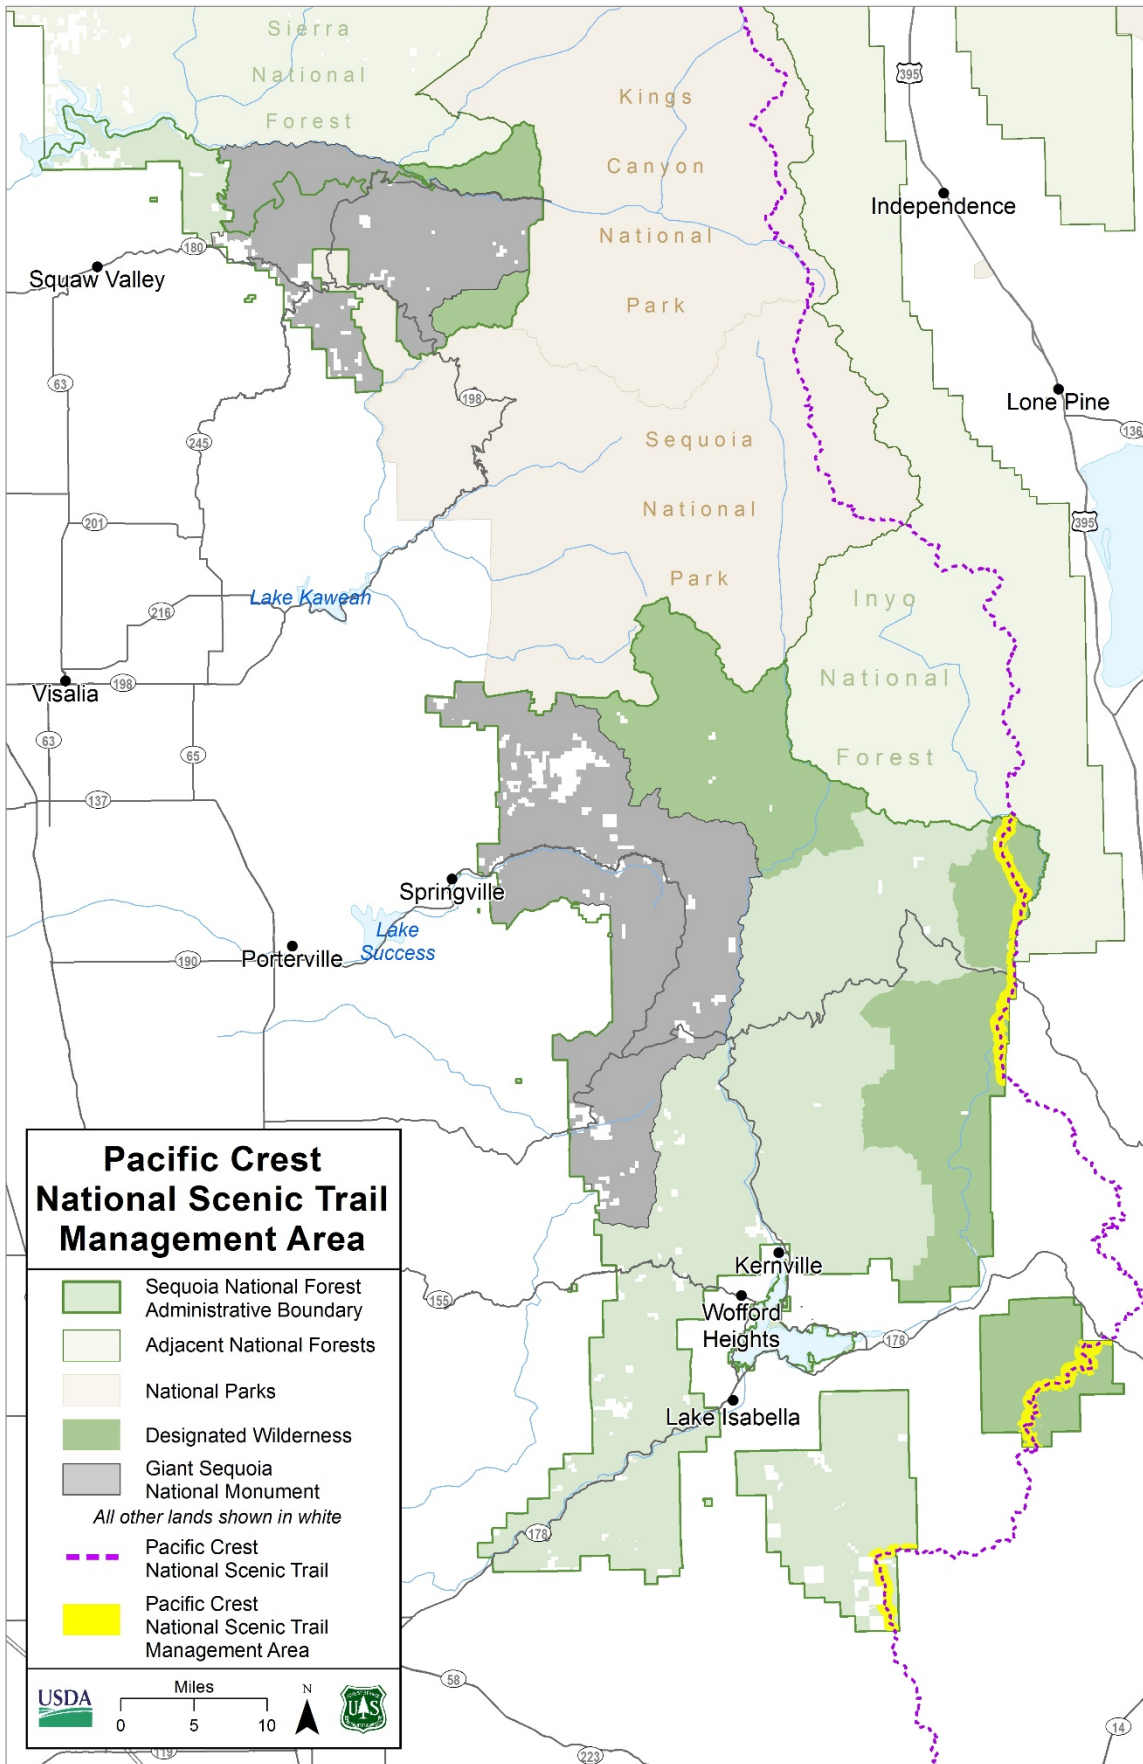 Sierra
National
Forest
Kings
Canyon
National
Park
395
Independence
180
Squaw Valley
63
198
Lone Pine
136
245
Sequoia
National
Park
395
201
Lake Kaweah
216
Inyo
National
Forest
Visalia
198
63
65
137
Springville
Lake
Success
Porterville
190
Kernville
155
Wofford
Heights
178
Lake Isabella
178
58
14
119
223
Pacific Crest
National Scenic Trail
Management Area
Sequoia National Forest
Administrative Boundary
Adjacent National Forests
National Parks
Designated Wilderness
Giant Sequoia
National Monument
All other lands shown in white
Pacific Crest
National Scenic Trail
Pacific Crest
National Scenic Trail
Management Area
USDA
Miles
0 5 10
N
FOREST SERVICE
U S